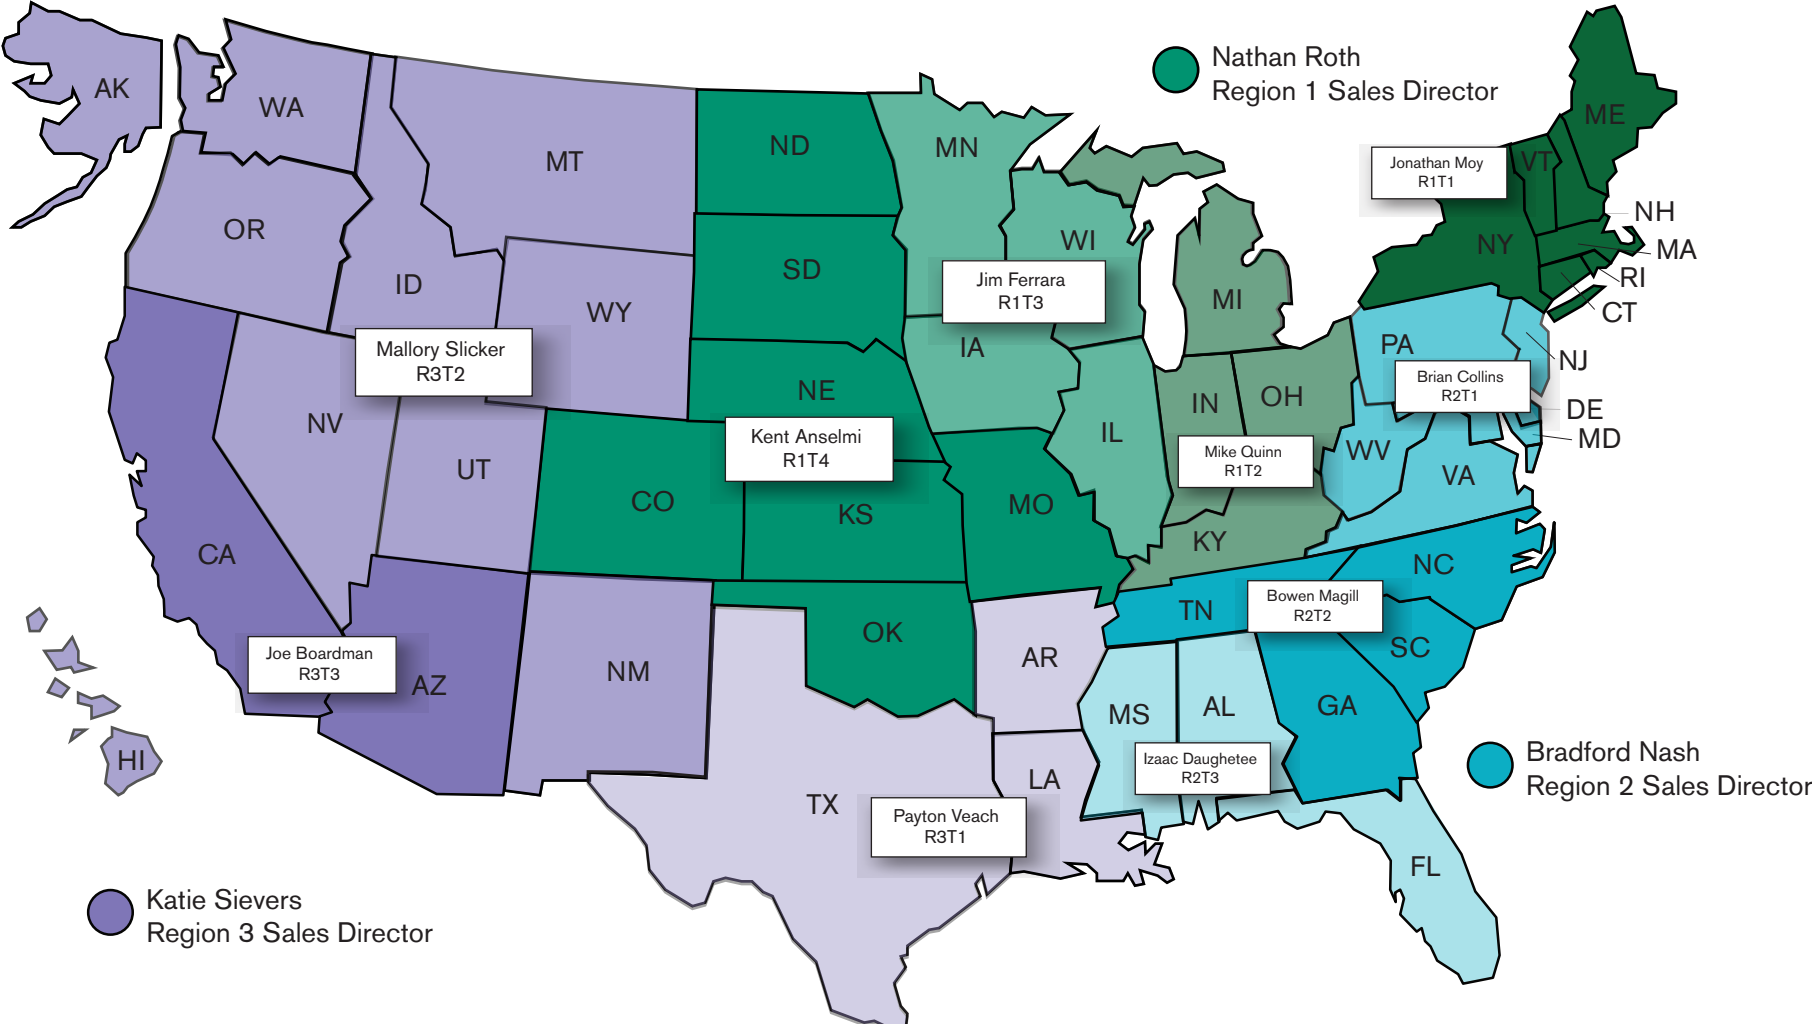 Nathan Roth
Region 1 Sales Director
AK
WA
MT
ND
MN
ME
VT
Jonathan Moy
R1T1
NH
OR
ID
SD
WI
NY
MA
RI
CT
WY
Jim Ferrara
R1T3
MI
Mallory Slicker
R3T2
IA
PA
NJ
NE
IN
OH
Brian Collins
R2T1
DE
MD
NV
UT
Kent Anselmi
R1T4
IL
Mike Quinn
R1T2
WV
VA
CO
KS
MO
CA
KY
NC
TN
Bowen Magill
R2T2
OK
SC
Joe Boardman
R3T3
AZ
NM
AR
MS
AL
GA
HI
TX
LA
Izaac Daughetee
R2T3
Bradford Nash
Region 2 Sales Director
Payton Veach
R3T1
FL
Katie Sievers
Region 3 Sales Director